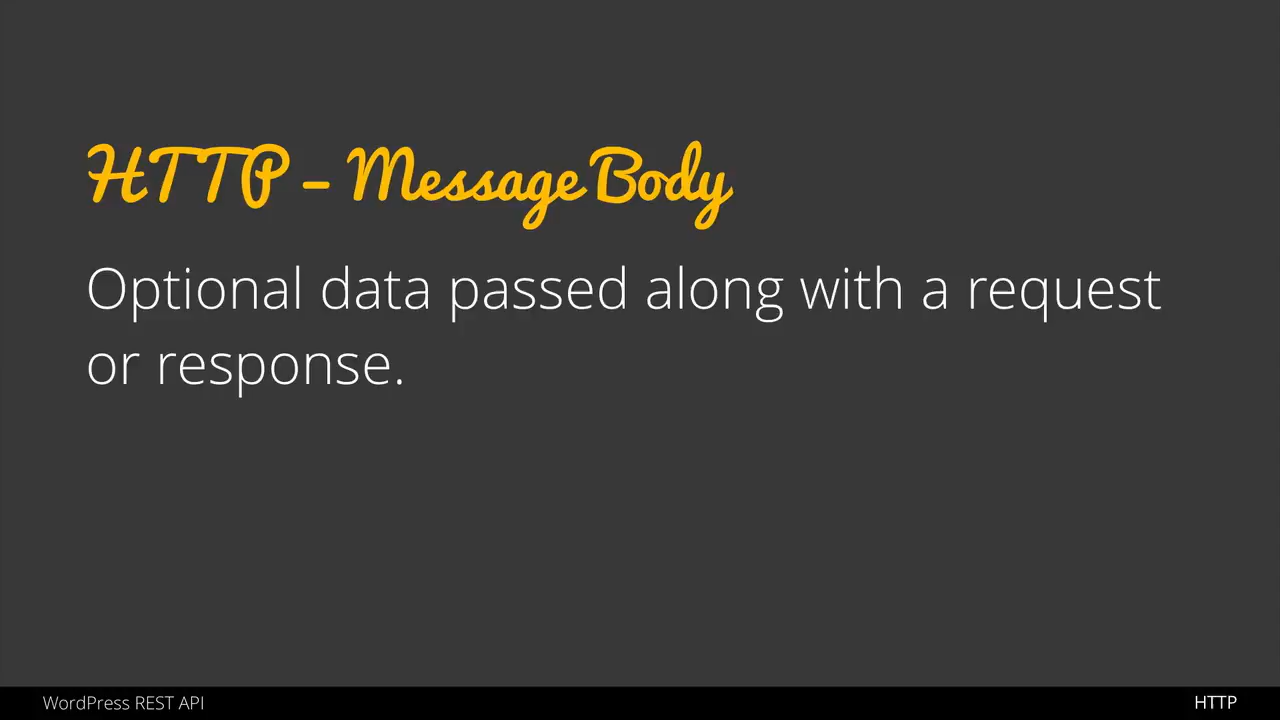 HTTP – Message Body
Optional data passed along with a request
or response.
WordPress REST API
HTTP